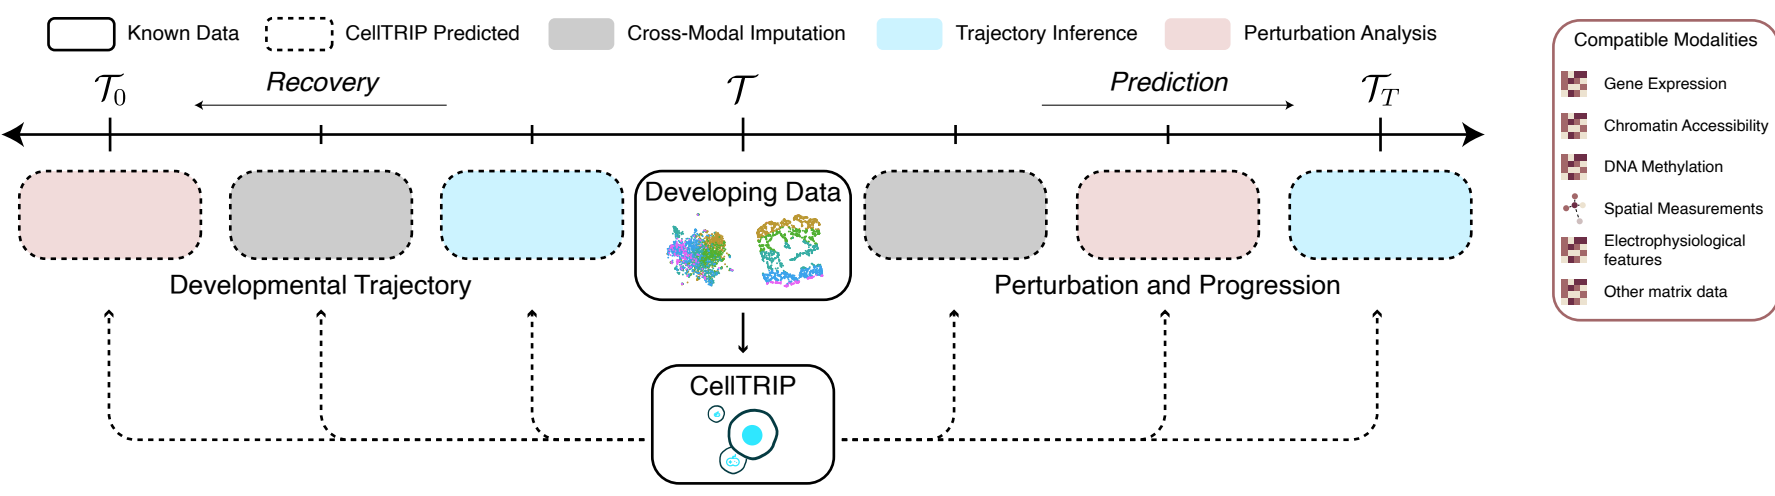 Known Data
CellTRIP Predicted
Cross-Modal Imputation
Trajectory Inference
Perturbation Analysis
𝒯₀
Recovery
𝒯
Prediction
𝒯_T
Developing Data
Developmental Trajectory
Perturbation and Progression
CellTRIP
Compatible Modalities
Gene Expression
Chromatin Accessibility
DNA Methylation
Spatial Measurements
Electrophysiological
features
Other matrix data